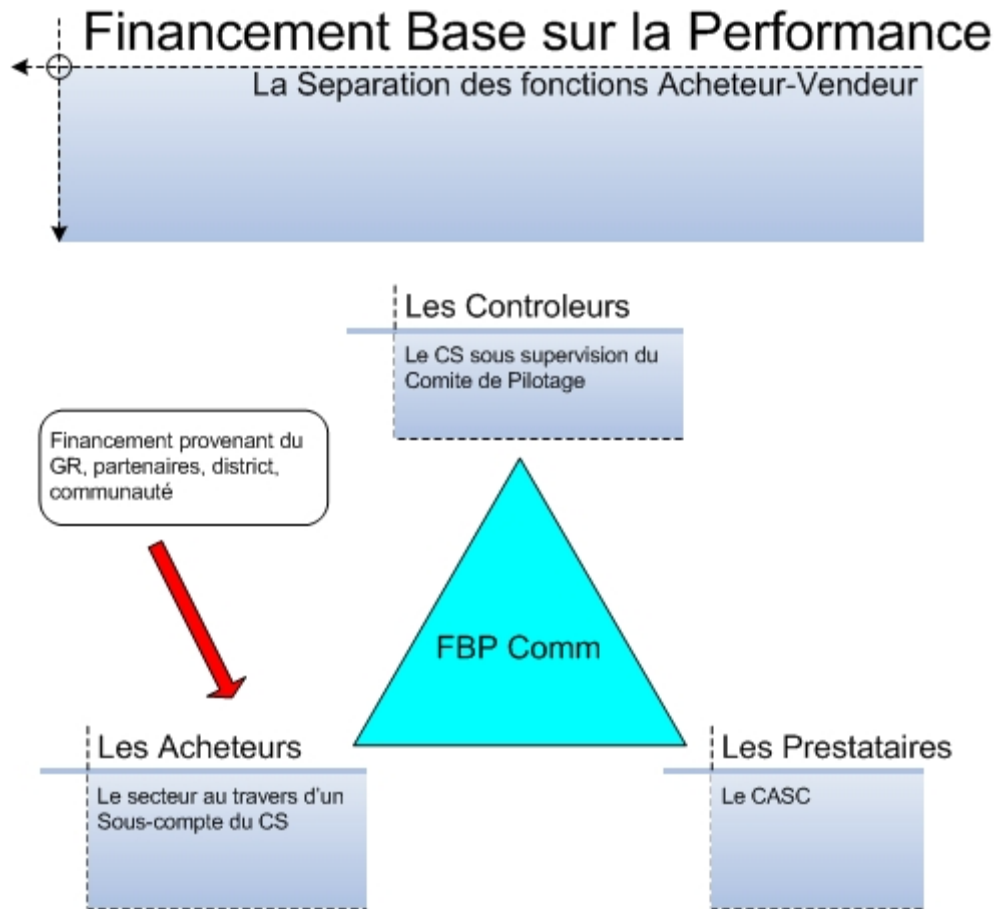 Financement Base sur la Performance
La Separation des fonctions Acheteur-Vendeur
Les Controleurs
Le CS sous supervision du
Comite de Pilotage
Financement provenant du
GR, partenaires, district,
communauté
FBP Comm
Les Acheteurs
Le secteur au travers d'un
Sous-compte du CS
Les Prestataires
Le CASC